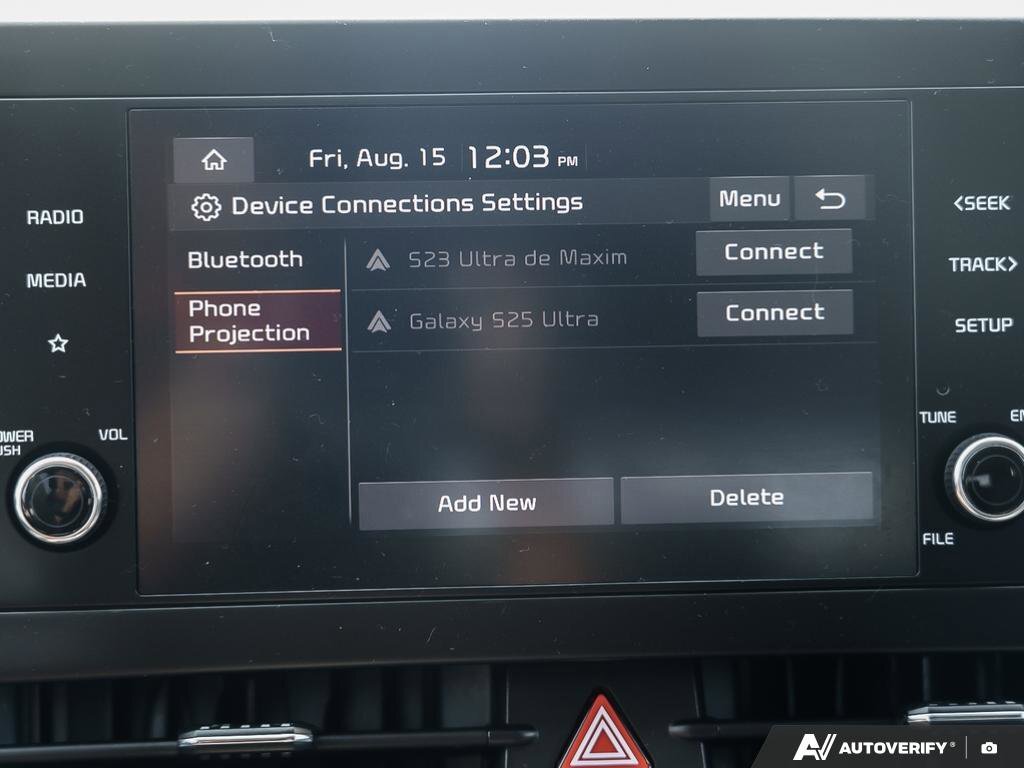 Fri, Aug. 15 12:03 PM
Device Connections Settings Menu
Bluetooth
S23 Ultra de Maxim Connect
Phone
Projection
Galaxy S25 Ultra Connect
Add New Delete
RADIO
MEDIA
VOL
<SEEK
TRACK>
SETUP
TUNE
FILE
AUTOVERIFY®